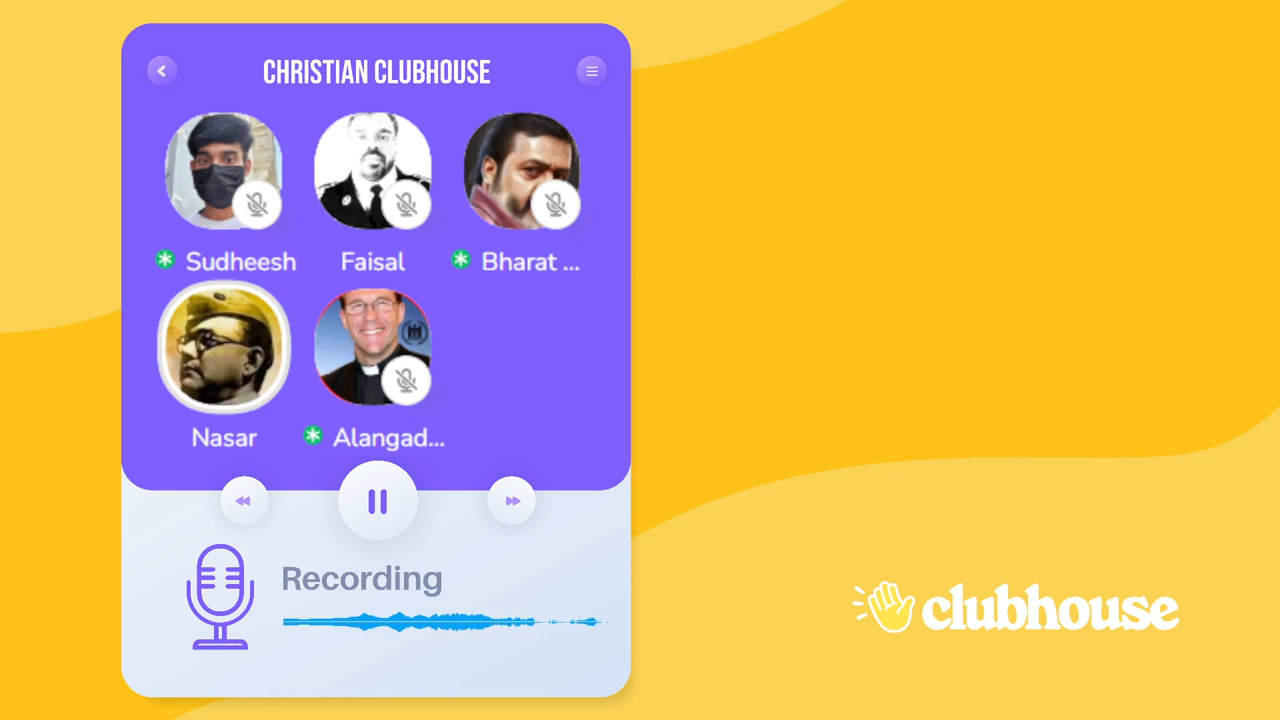 CHRISTIAN CLUBHOUSE
Sudheesh
Faisal
Bharat ...
Nasar
Alangad...
Recording
clubhouse